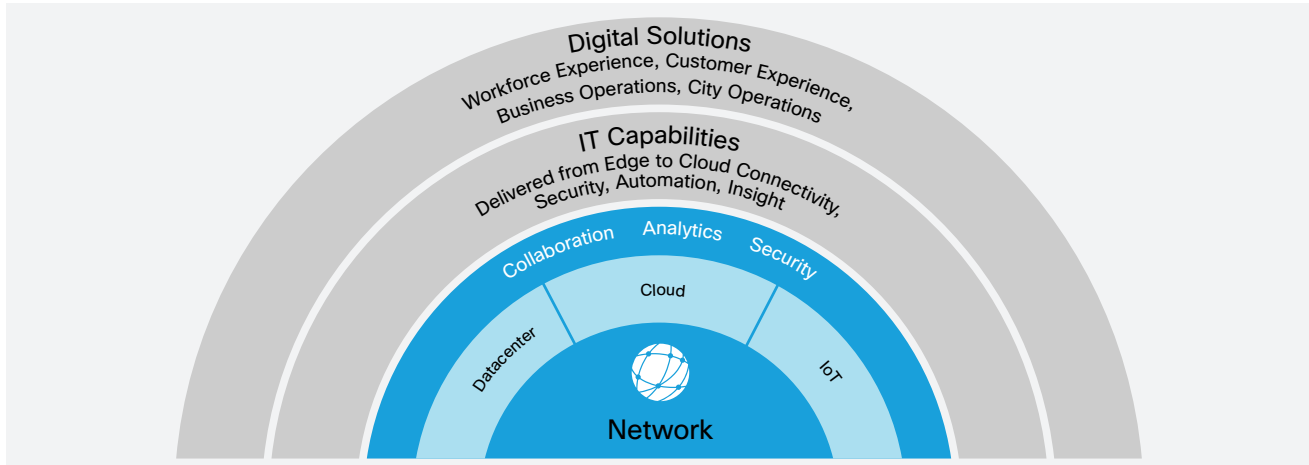 Digital Solutions
Workforce Experience, Customer Experience,
Business Operations, City Operations
IT Capabilities
Delivered from Edge to Cloud Connectivity,
Security, Automation, Insight
Collaboration Analytics Security
Datacenter Cloud IoT
Network